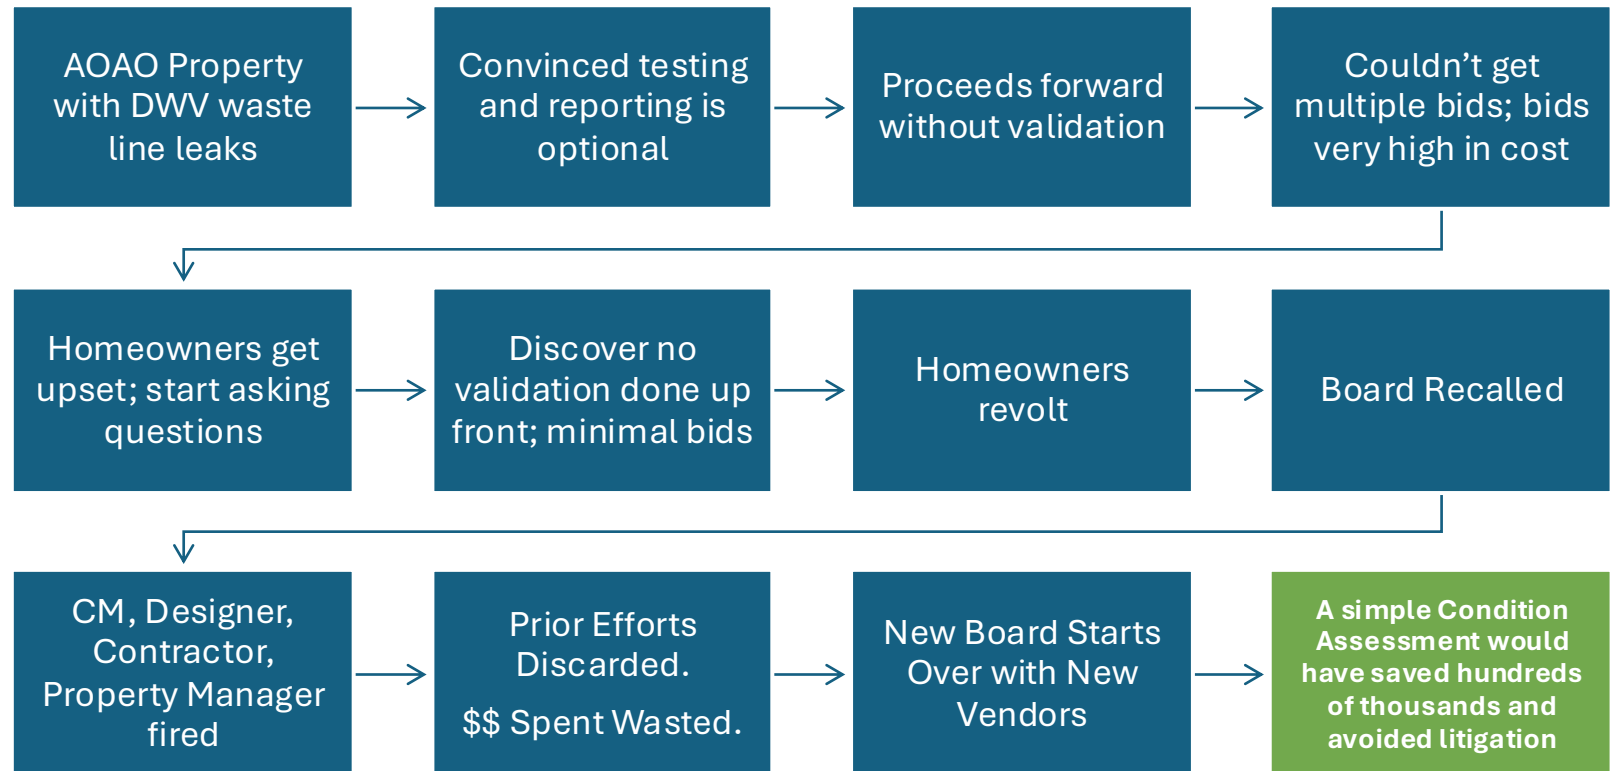 AOAO Property
with DWV waste
line leaks
Convinced testing
and reporting is
optional
Proceeds forward
without validation
Couldn’t get
multiple bids; bids
very high in cost
Homeowners get
upset; start asking
questions
Discover no
validation done up
front; minimal bids
Homeowners
revolt
Board Recalled
CM, Designer,
Contractor,
Property Manager
fired
Prior Efforts
Discarded.
$$ Spent Wasted.
New Board Starts
Over with New
Vendors
A simple Condition
Assessment would
have saved hundreds
of thousands and
avoided litigation